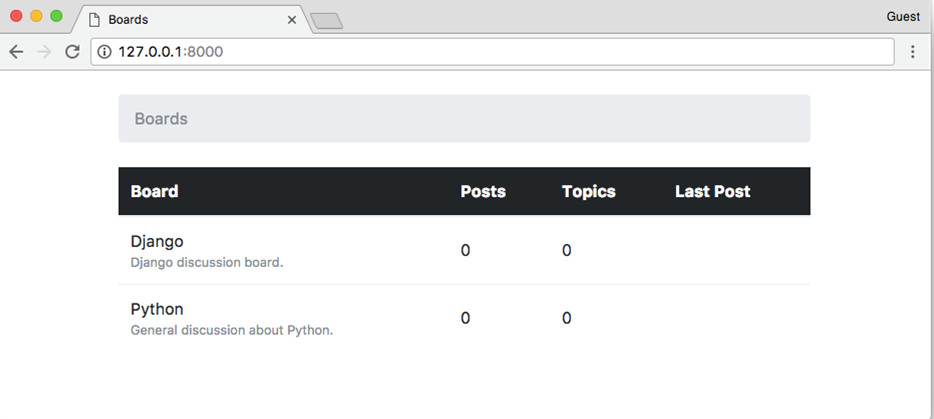 Boards
Guest
127.0.0.1:8000
Boards
Board Posts Topics Last Post
Django
Django discussion board.
0 0
Python
General discussion about Python.
0 0